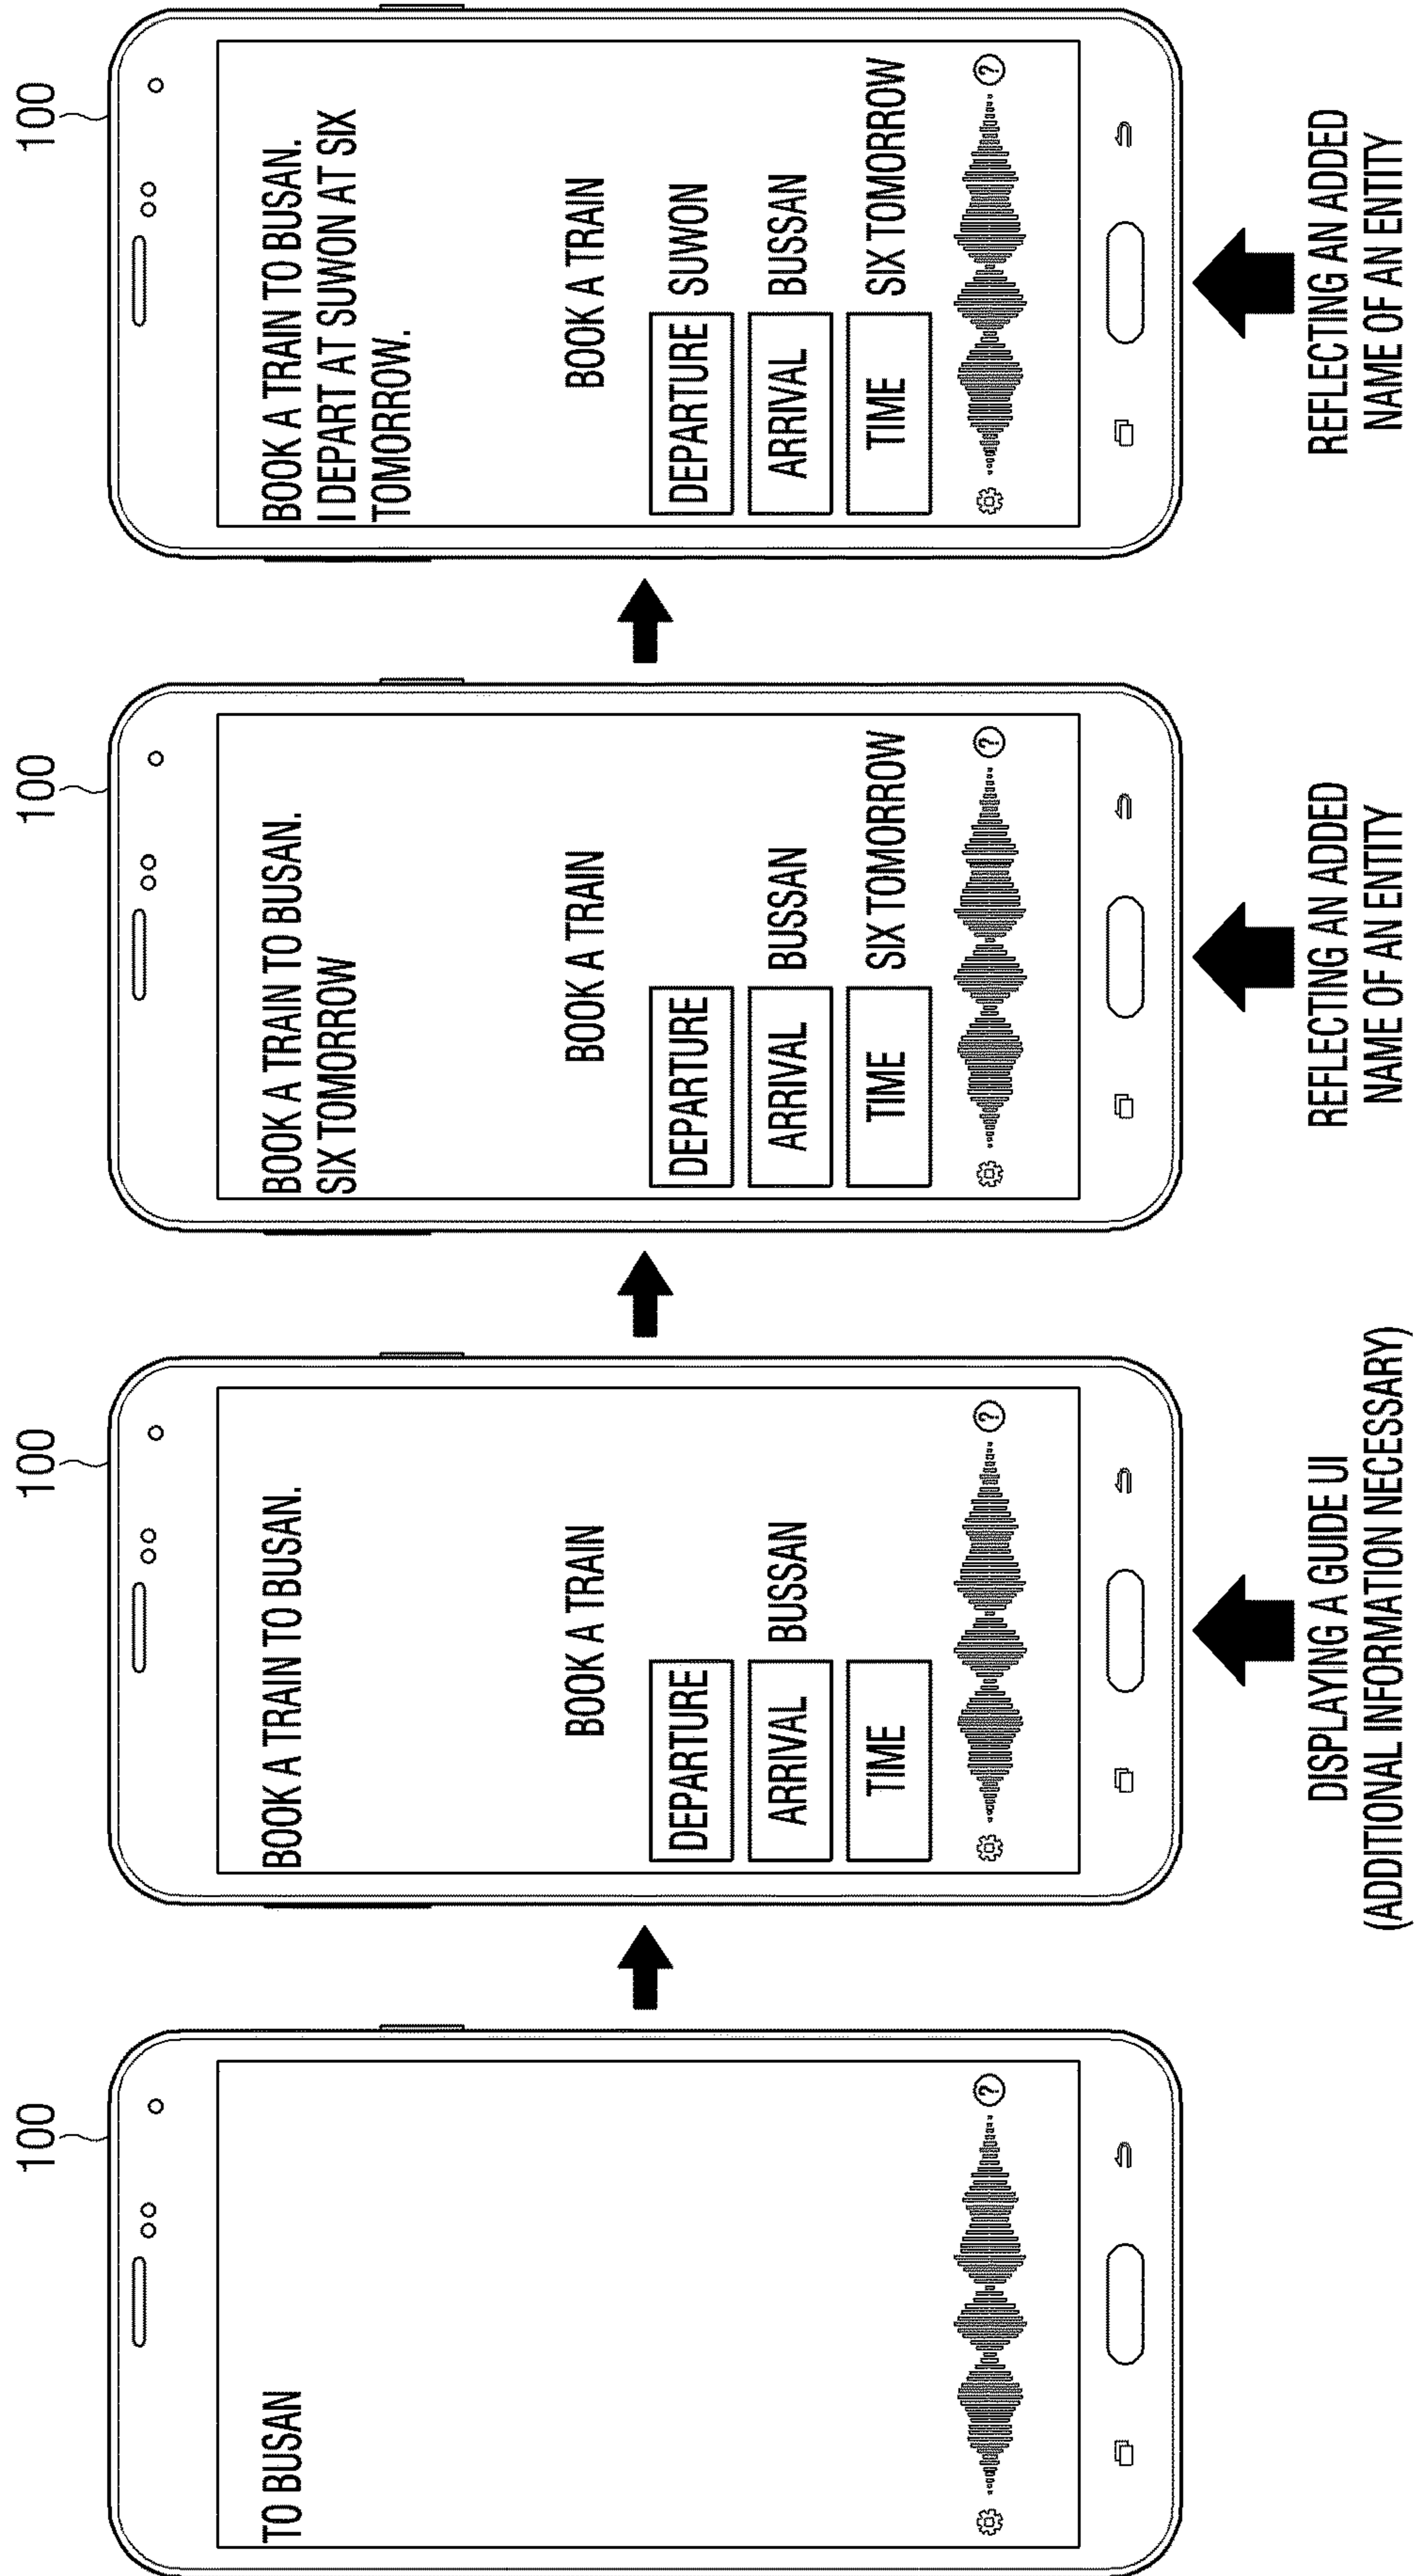 100
TO BUSAN
?
100
BOOK A TRAIN TO BUSAN.
BOOK A TRAIN
DEPARTURE
ARRIVAL BUSSAN
TIME
?
DISPLAYING A GUIDE UI
(ADDITIONAL INFORMATION NECESSARY)
100
BOOK A TRAIN TO BUSAN.
SIX TOMORROW
BOOK A TRAIN
DEPARTURE
ARRIVAL BUSSAN
TIME SIX TOMORROW
?
REFLECTING AN ADDED
NAME OF AN ENTITY
100
BOOK A TRAIN TO BUSAN.
I DEPART AT SUWON AT SIX
TOMORROW.
BOOK A TRAIN
DEPARTURE SUWON
ARRIVAL BUSSAN
TIME SIX TOMORROW
?
REFLECTING AN ADDED
NAME OF AN ENTITY